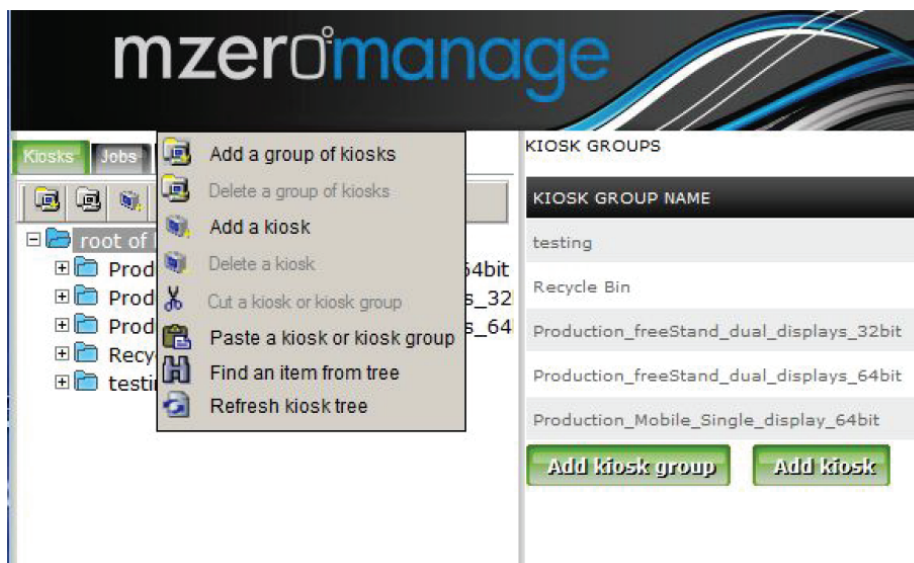 mzeromanage
Kiosks Jobs
Add a group of kiosks
Delete a group of kiosks
Add a kiosk
Delete a kiosk
Cut a kiosk or kiosk group
Paste a kiosk or kiosk group
Find an item from tree
Refresh kiosk tree
root of
Prod 64bit
Prod s_32
Prod s_64
Recy
testi
KIOSK GROUPS
KIOSK GROUP NAME
testing
Recycle Bin
Production_freeStand_dual_displays_32bit
Production_freeStand_dual_displays_64bit
Production_Mobile_Single_display_64bit
Add kiosk group Add kiosk